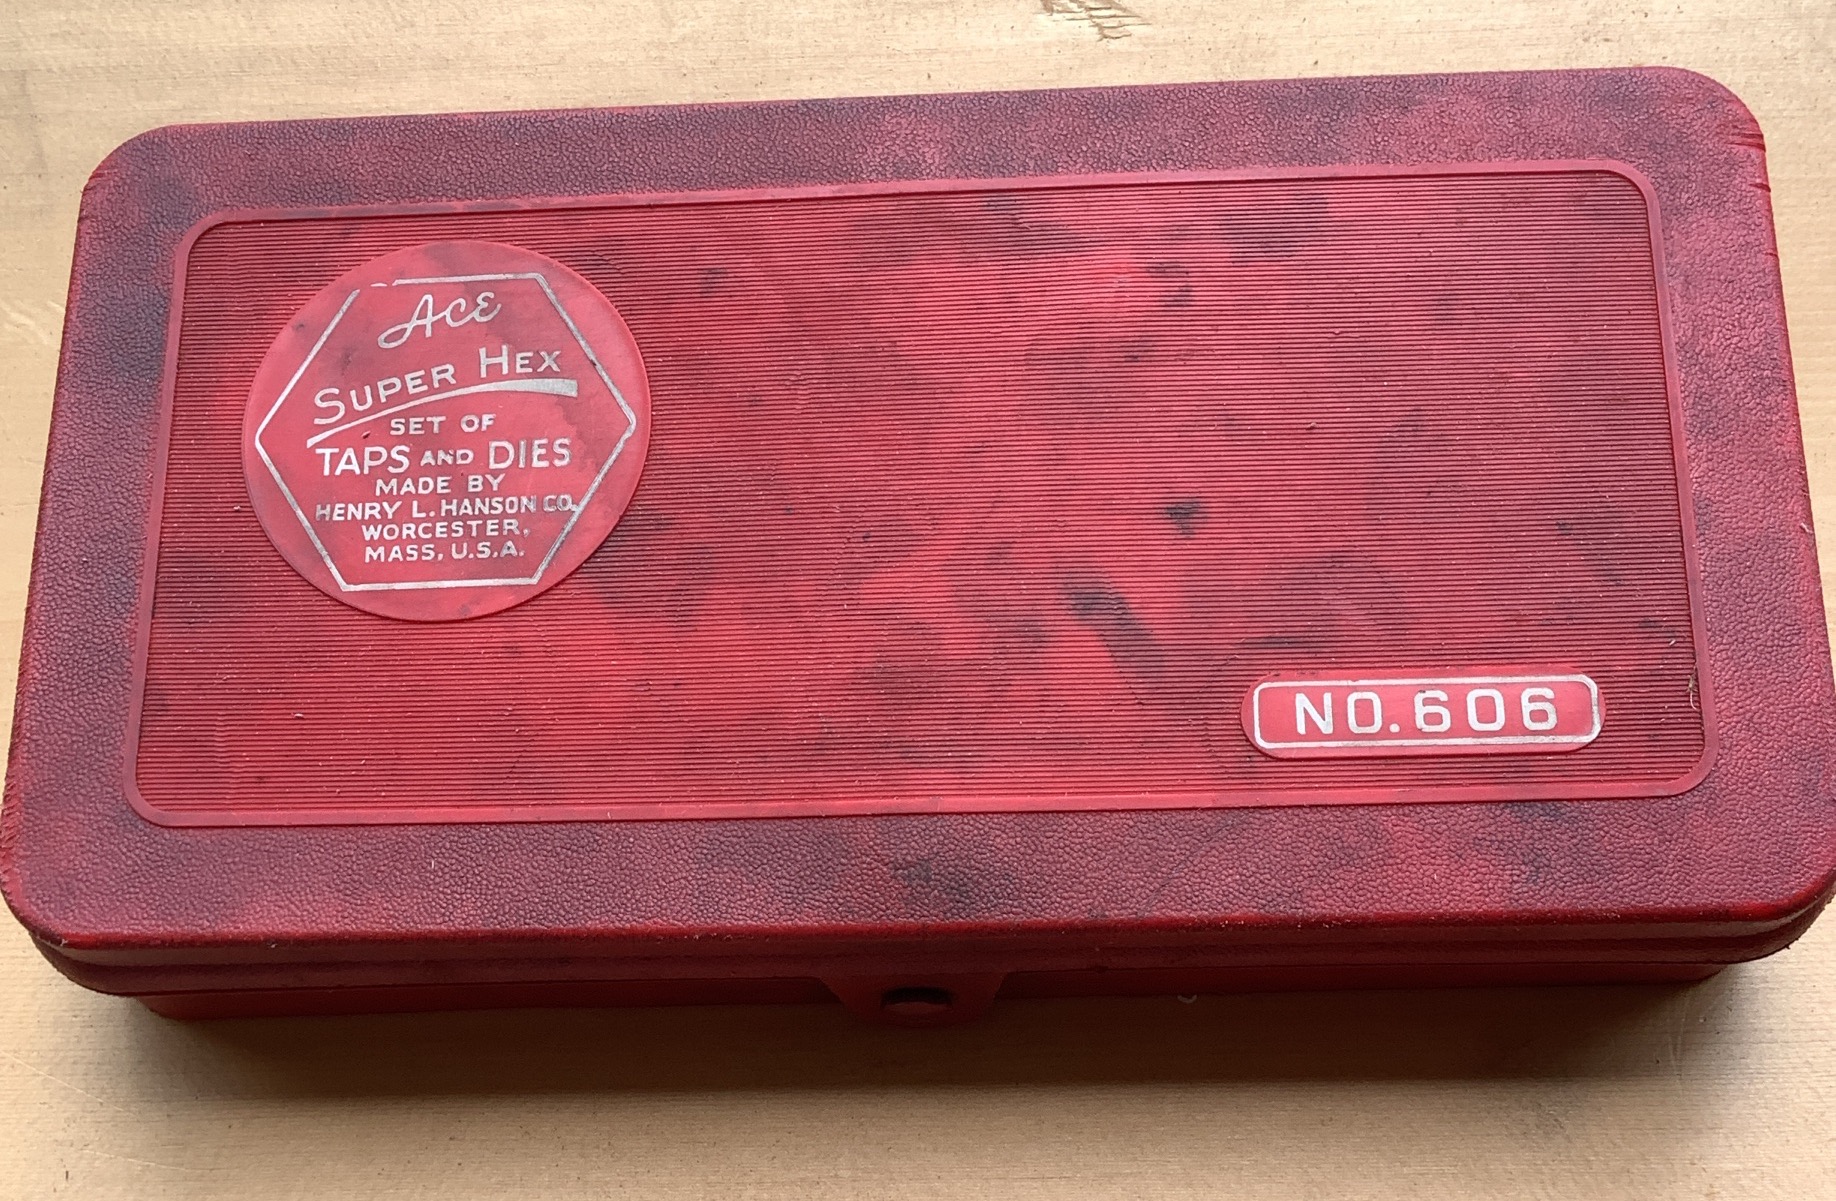 Ace
SUPER HEX
SET OF
TAPS AND DIES
MADE BY
HENRY L. HANSON CO.
WORCESTER,
MASS. U.S.A.
NO. 606